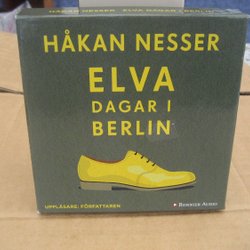 HÅKAN NESSER ELVA DAGAR I BERLIN
HÅKAN NESSER
ELVA
DAGAR I
BERLIN
UPPLÄSARE: FÖRFATTAREN
BONNIER AUDIO